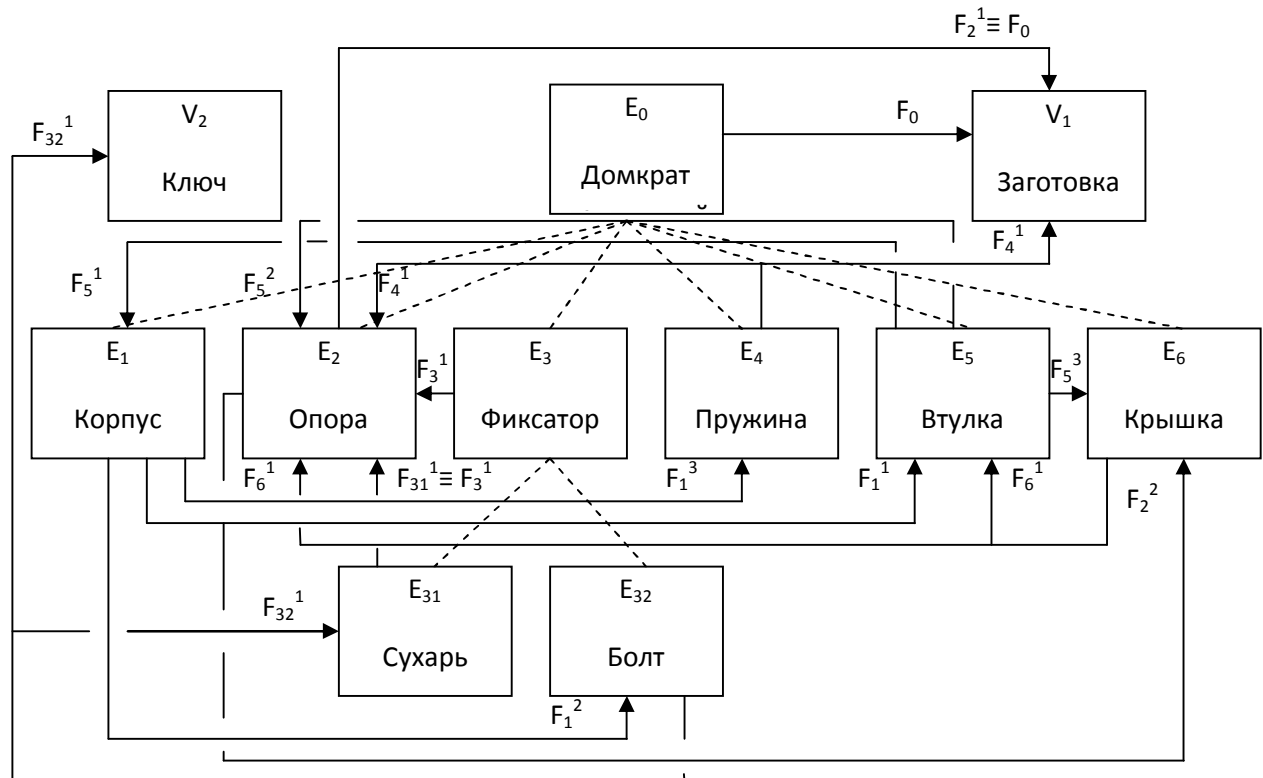 F₂¹≡ F₀
V₂
Ключ
E₀
Домкрат
F₀
V₁
Заготовка
F₃₂¹
F₅¹
F₅²
F₄¹
F₄¹
E₁
Корпус
E₂
Опора
F₃¹
E₃
Фиксатор
E₄
Пружина
E₅
Втулка
F₅³
E₆
Крышка
F₆¹
F₃₁¹≡ F₃¹
F₁³
F₁¹
F₆¹
F₂²
F₃₂¹
E₃₁
Сухарь
E₃₂
Болт
F₁²